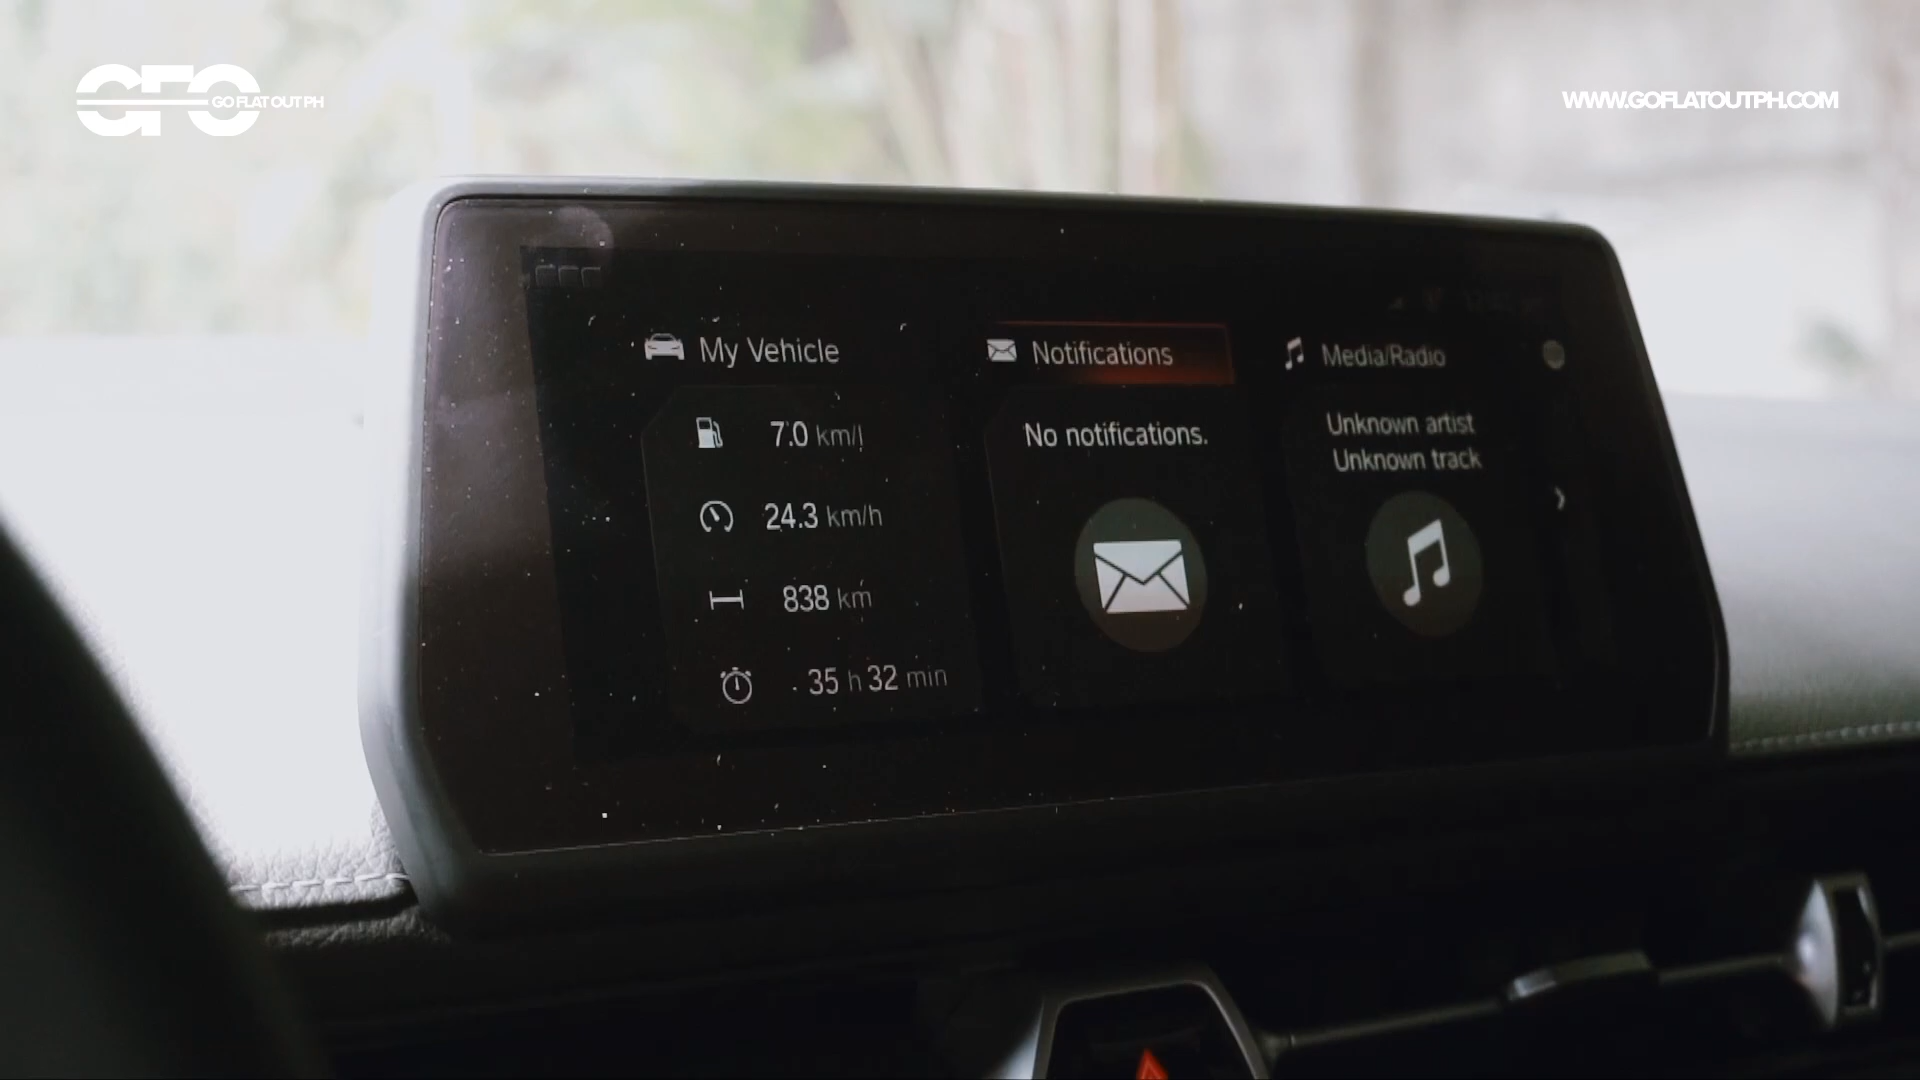 GFO
GO FLAT OUT PH
WWW.GOFLATOUTPH.COM
My Vehicle
Notifications
Media/Radio
7.0 km/l
24.3 km/h
838 km
35 h 32 min
No notifications.
Unknown artist
Unknown track